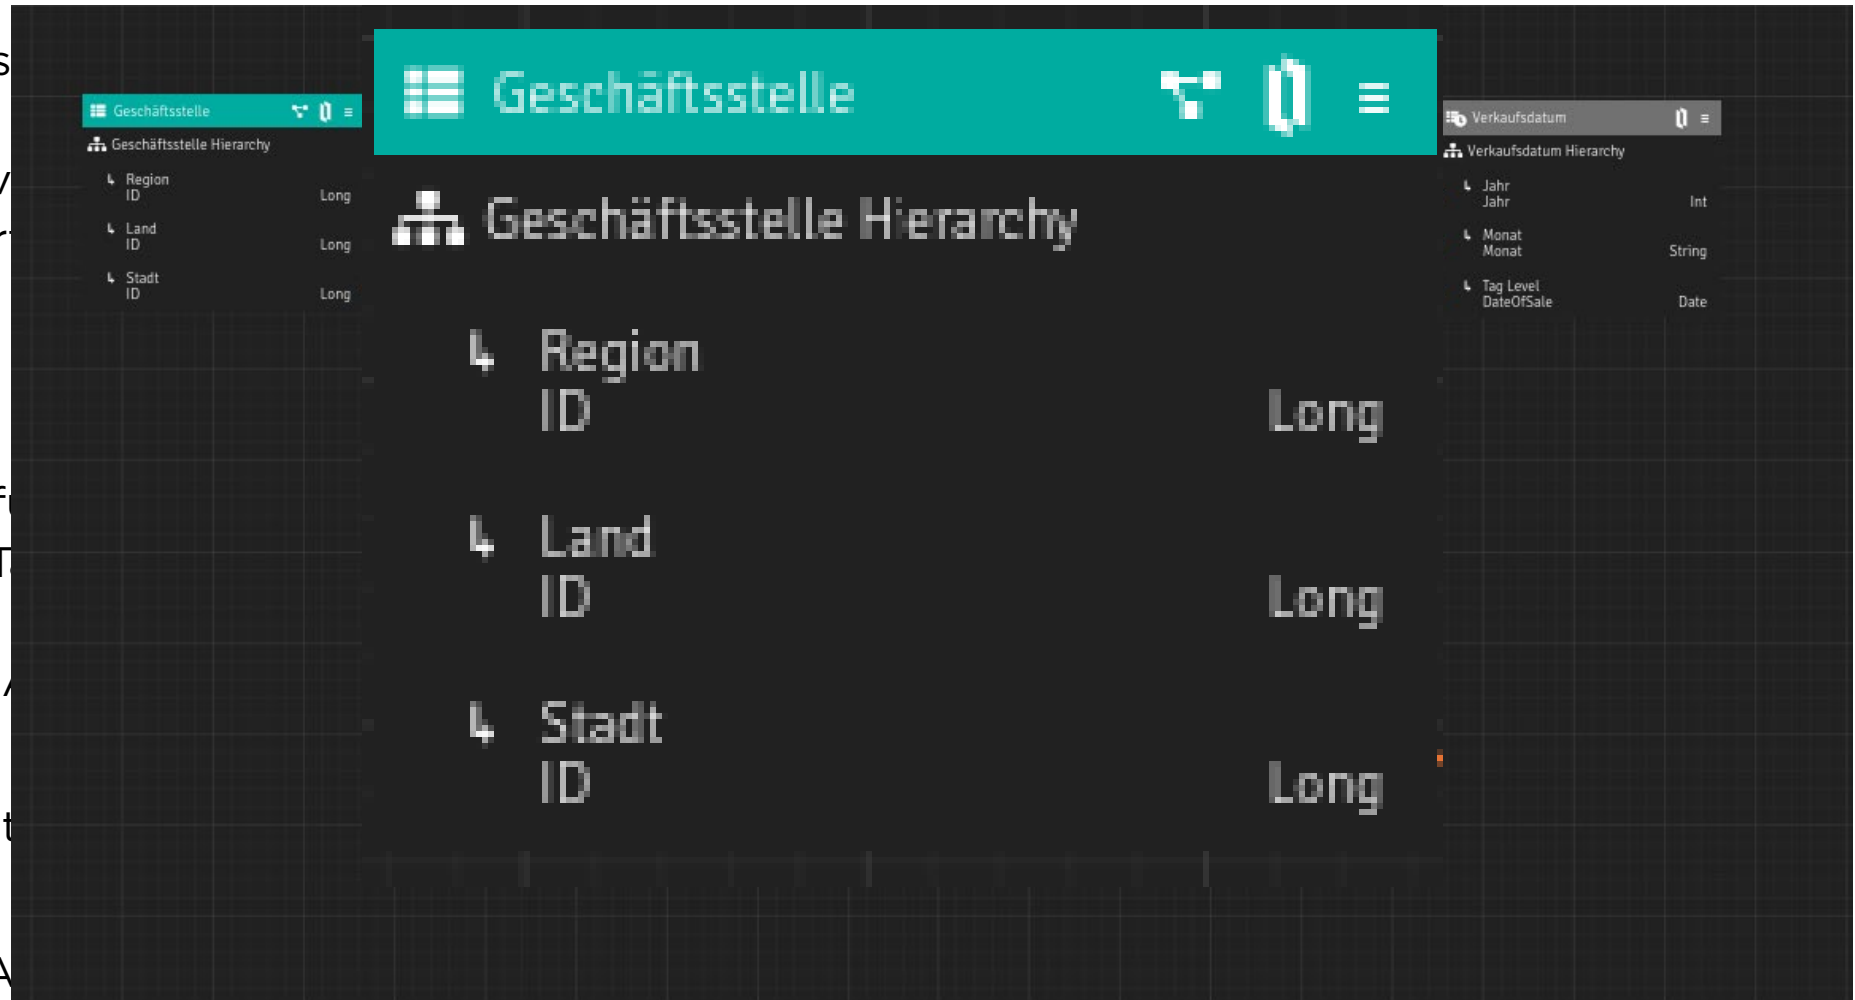 Geschäftsstelle
Geschäftsstelle Hierarchy
Region
ID Long
Land
ID Long
Stadt
ID Long
Geschäftsstelle
Geschäftsstelle Hierarchy
Region
ID Long
Land
ID Long
Stadt
ID Long
Verkaufsdatum
Verkaufsdatum Hierarchy
Jahr
Jahr Int
Monat
Monat String
Tag Level
DateOfSale Date